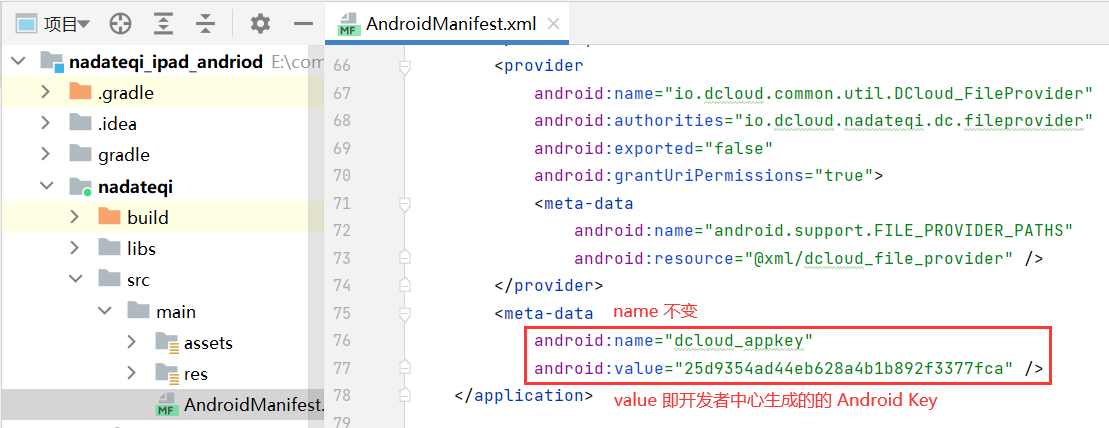 项目
AndroidManifest.xml
nadateqi_ipad_andriod E:\com
.gradle
.idea
gradle
nadateqi
build
libs
src
main
assets
res
AndroidManifest.
66 <provider
67 android:name="io.dcloud.common.util.DCloud_FileProvider"
68 android:authorities="io.dcloud.nadateqi.dc.fileprovider"
69 android:exported="false"
70 android:grantUriPermissions="true">
71 <meta-data
72 android:name="android.support.FILE_PROVIDER_PATHS"
73 android:resource="@xml/dcloud_file_provider" />
74 </provider>
75 <meta-data name 不变
76 android:name="dcloud_appkey"
77 android:value="25d9354ad44eb628a4b1b892f3377fca" />
78 </application> value 即开发者中心生成的的 Android Key
79